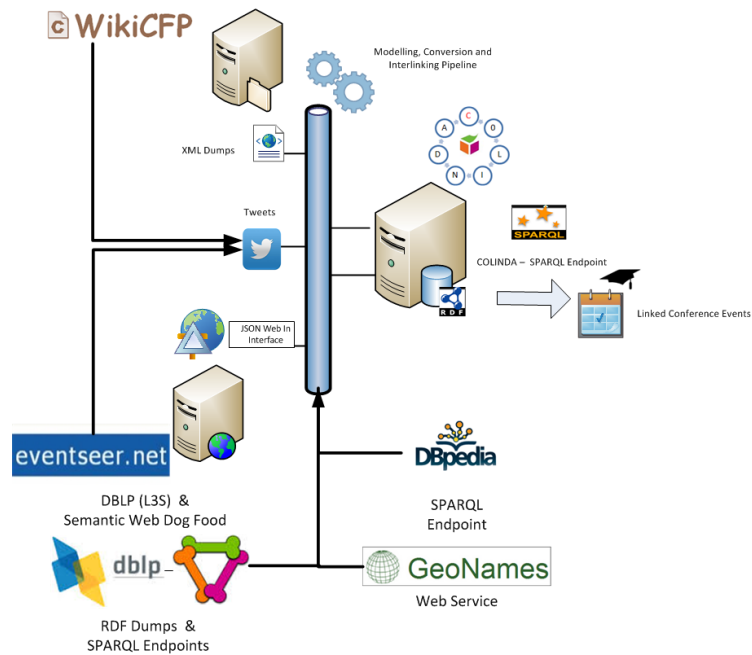 c WikiCFP
Modelling, Conversion and
Interlinking Pipeline
XML Dumps
C
O
L
I
N
D
A
Tweets
SPARQL
COLINDA – SPARQL Endpoint
RDF
Linked Conference Events
JSON Web In
Interface
eventseer.net
DBpedia
DBLP (L3S) &
Semantic Web Dog Food
SPARQL
Endpoint
dblp
GeoNames
Web Service
RDF Dumps &
SPARQL Endpoints